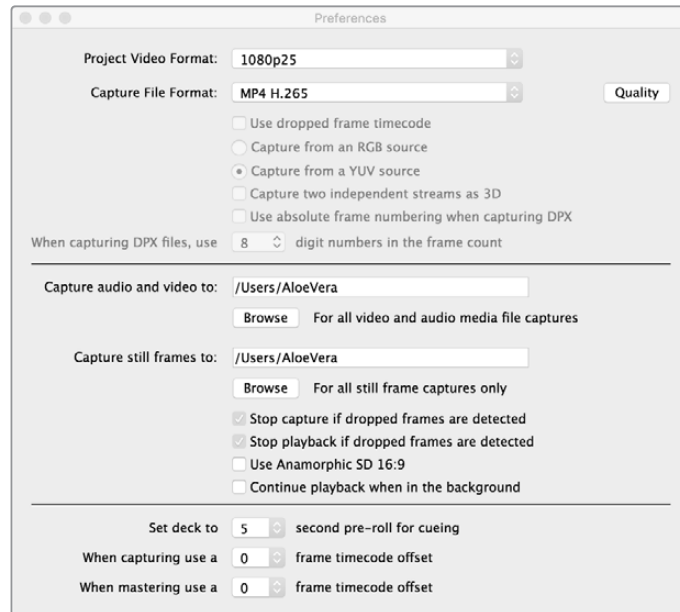 Preferences
Project Video Format: 1080p25
Capture File Format: MP4 H.265 Quality
Use dropped frame timecode
Capture from an RGB source
Capture from a YUV source
Capture two independent streams as 3D
Use absolute frame numbering when capturing DPX
When capturing DPX files, use 8 digit numbers in the frame count
Capture audio and video to: /Users/AloeVera
Browse For all video and audio media file captures
Capture still frames to: /Users/AloeVera
Browse For all still frame captures only
Stop capture if dropped frames are detected
Stop playback if dropped frames are detected
Use Anamorphic SD 16:9
Continue playback when in the background
Set deck to 5 second pre-roll for cueing
When capturing use a 0 frame timecode offset
When mastering use a 0 frame timecode offset